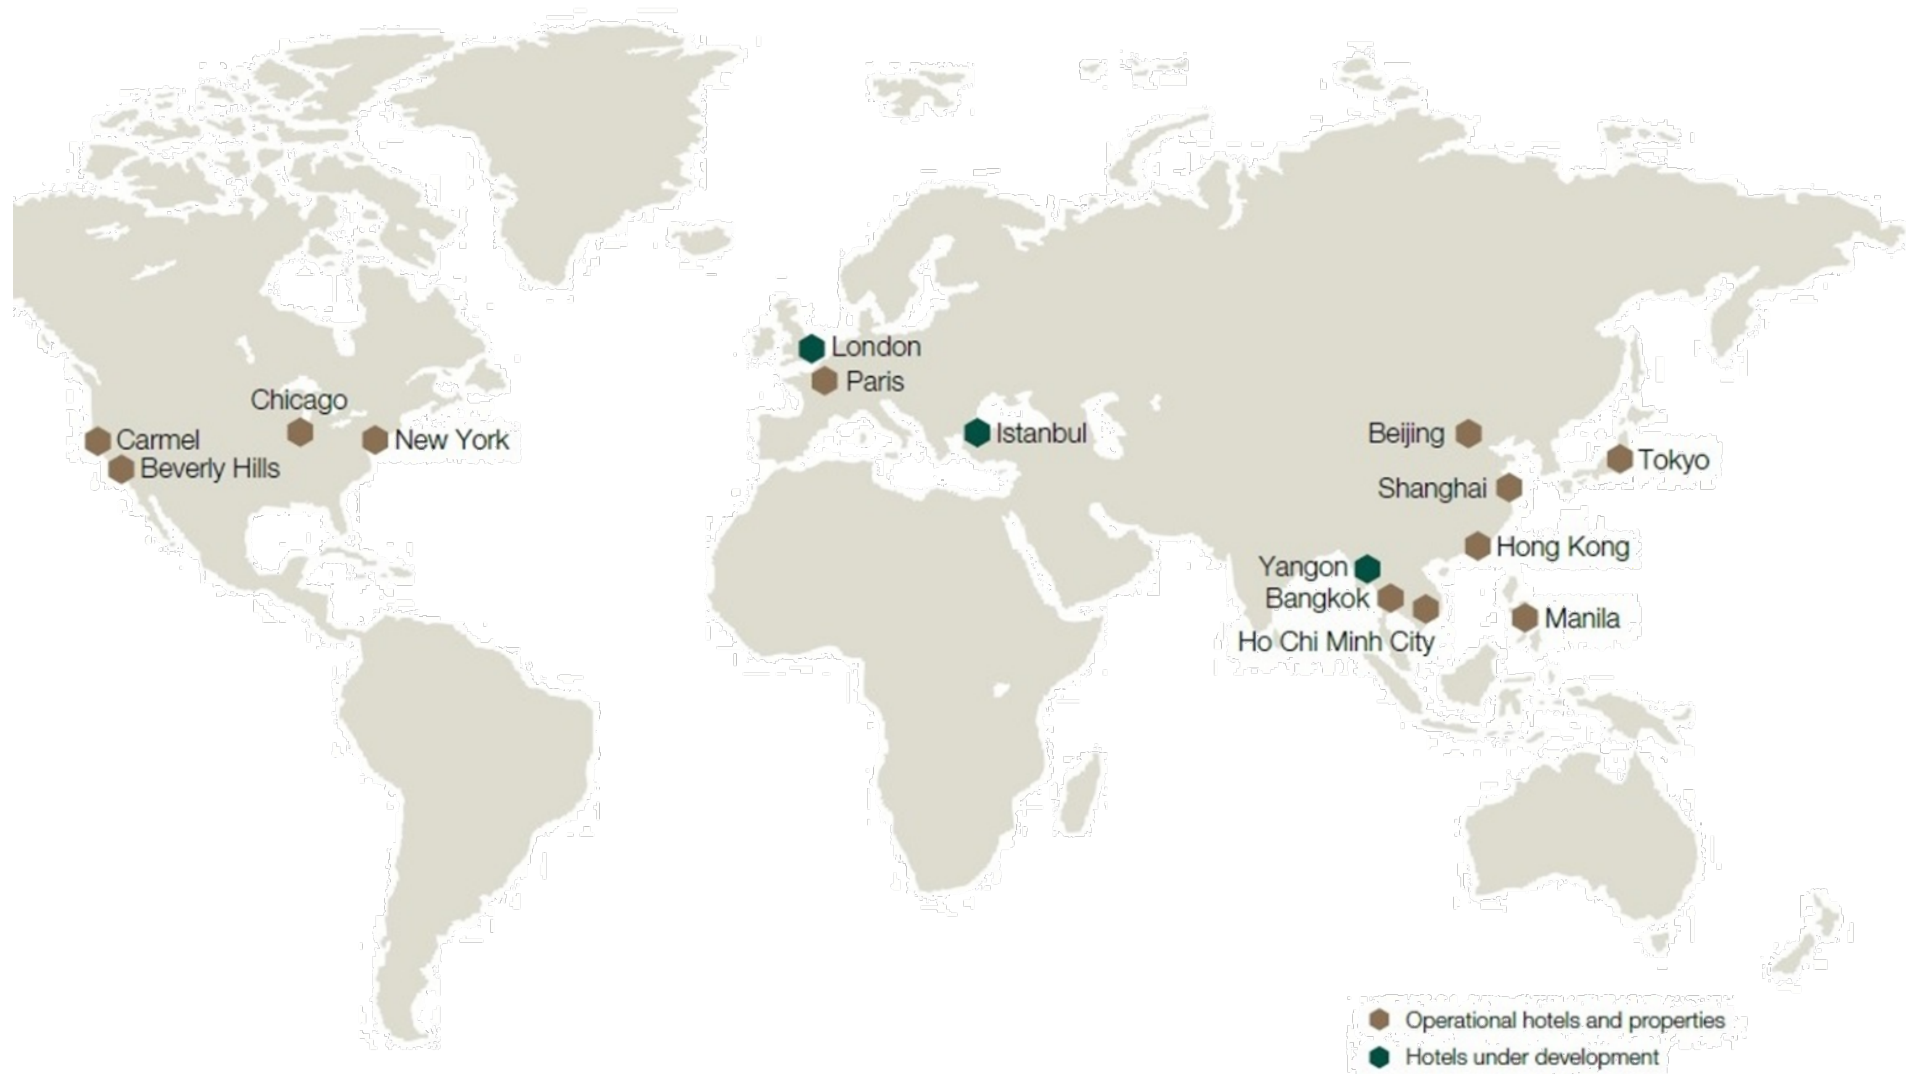 London
Paris
Chicago
Carmel
New York
Beverly Hills
Istanbul
Beijing
Tokyo
Shanghai
Hong Kong
Yangon
Bangkok
Manila
Ho Chi Minh City
Operational hotels and properties
Hotels under development